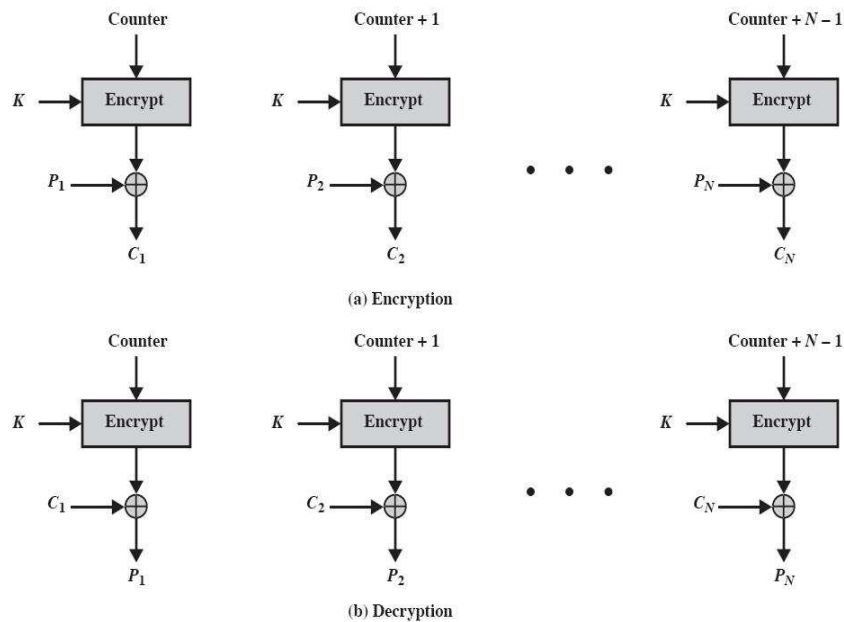 Counter Counter + 1 Counter + N – 1
K Encrypt K Encrypt K Encrypt
P1 P2 PN
C1 C2 CN
(a) Encryption
Counter Counter + 1 Counter + N – 1
K Encrypt K Encrypt K Encrypt
C1 C2 CN
P1 P2 PN
(b) Decryption